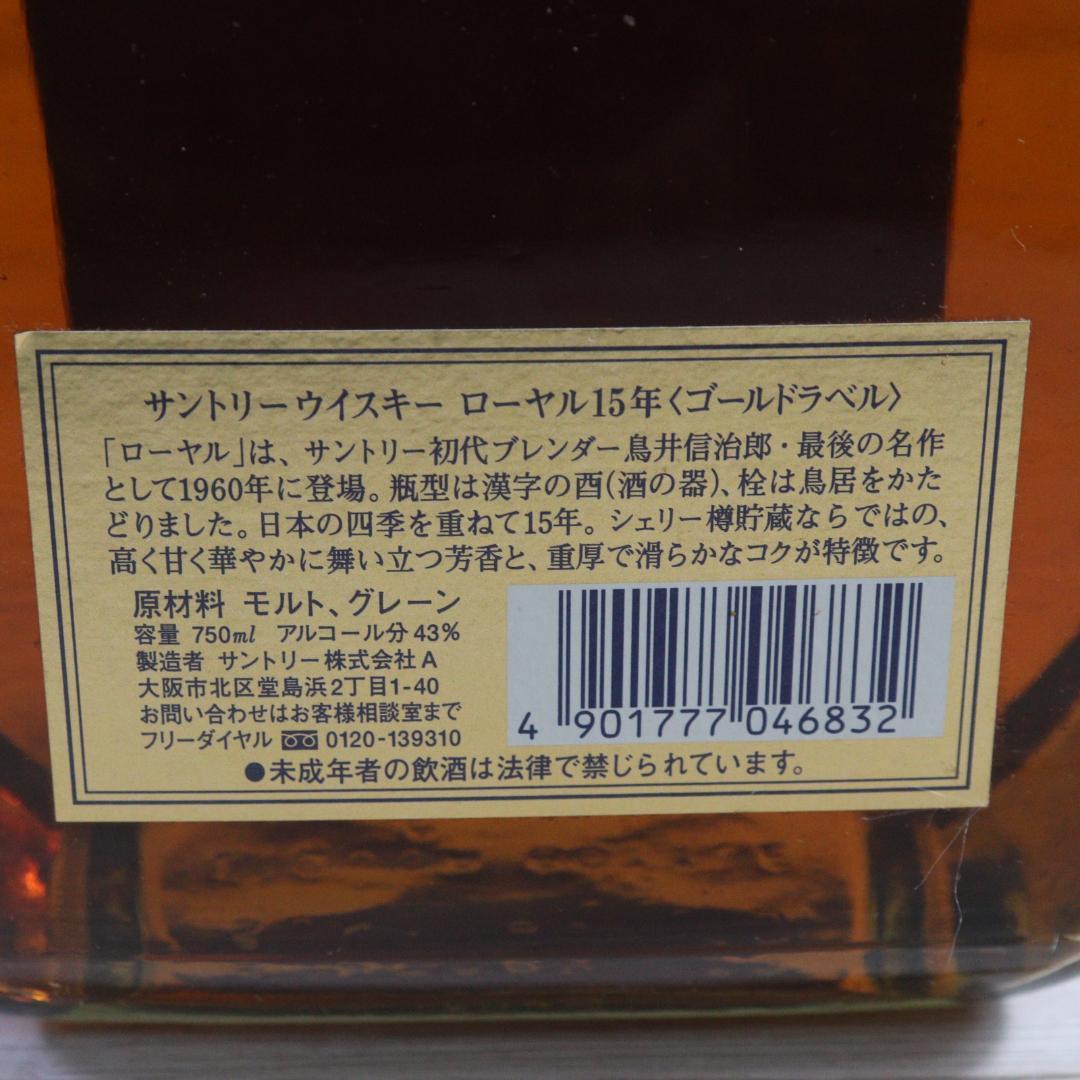 サントリーウイスキー ローヤル15年〈ゴールドラベル〉
「ローヤル」は、サントリー初代ブレンダー鳥井信治郎・最後の名作
として1960年に登場。瓶型は漢字の酉(酒の器)、栓は鳥居をかた
どりました。日本の四季を重ねて15年。シェリー樽貯蔵ならではの、
高く甘く華やかに舞い立つ芳香と、重厚で滑らかなコクが特徴です。
原材料 モルト、グレーン
容量 750ml アルコール分43%
製造者 サントリー株式会社A
大阪市北区堂島浜2丁目1-40
お問い合わせはお客様相談室まで
フリーダイヤル 0120-139310
4 901777 046832
●未成年者の飲酒は法律で禁じられています。